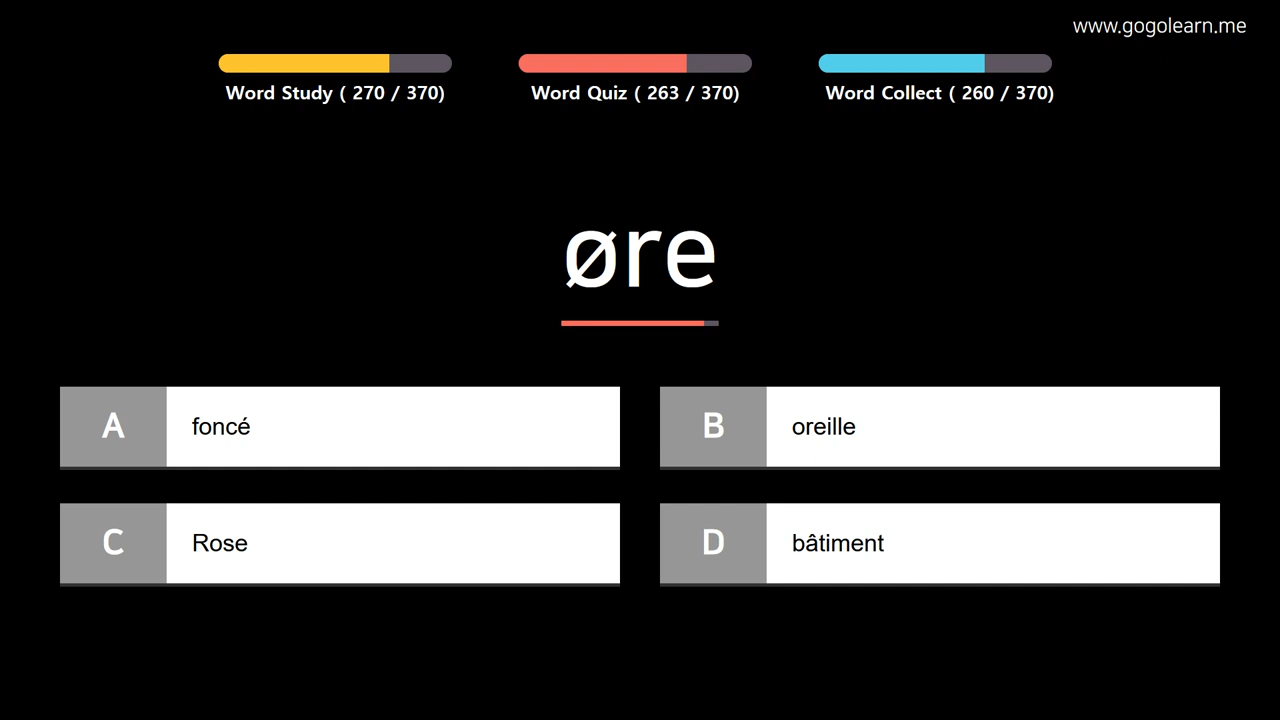 www.gogolearn.me
Word Study ( 270 / 370)
Word Quiz ( 263 / 370)
Word Collect ( 260 / 370)
øre
A
foncé
B
oreille
C
Rose
D
bâtiment